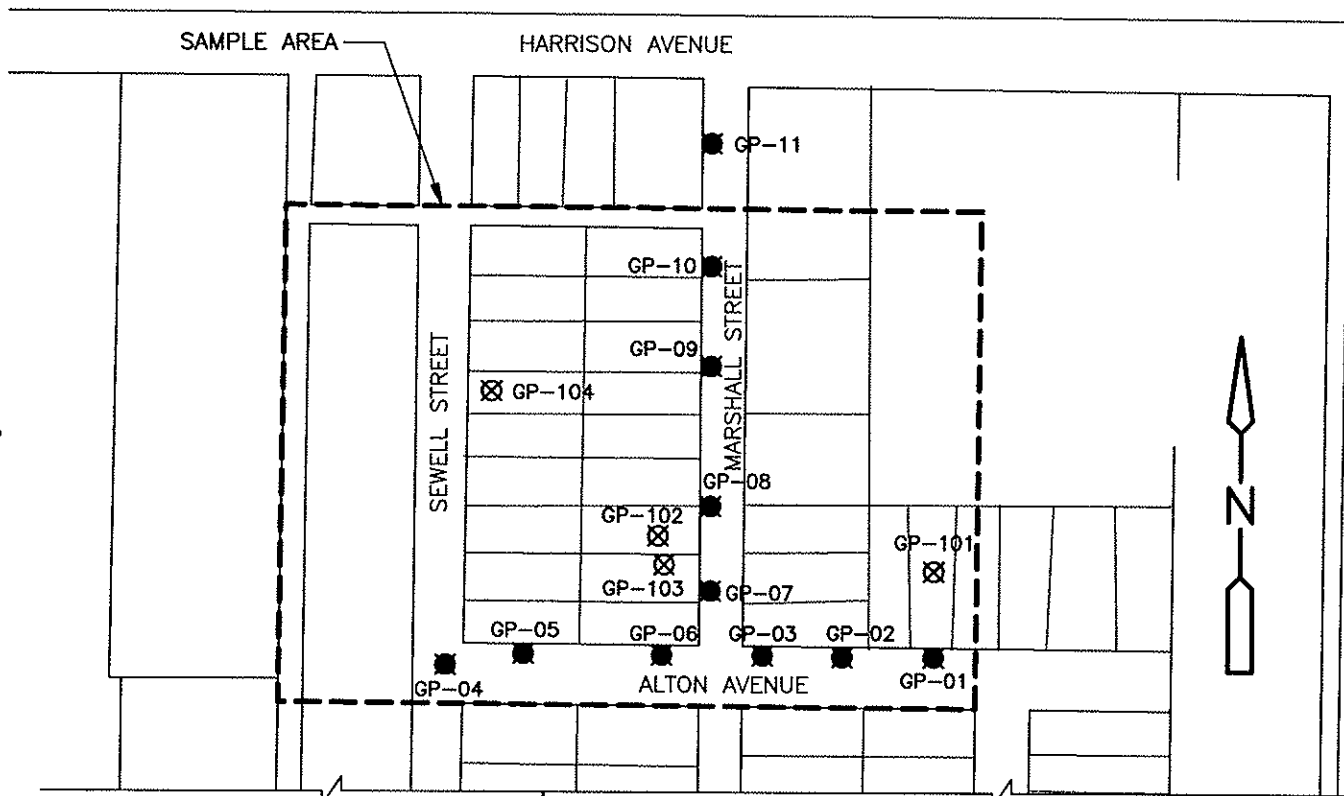 SAMPLE AREA
HARRISON AVENUE
GP-11
GP-10
MARSHALL STREET
GP-09
SEWELL STREET
GP-104
GP-08
GP-102
GP-101
GP-103
GP-07
GP-05
GP-06
GP-03
GP-02
GP-04
ALTON AVENUE
GP-01
N